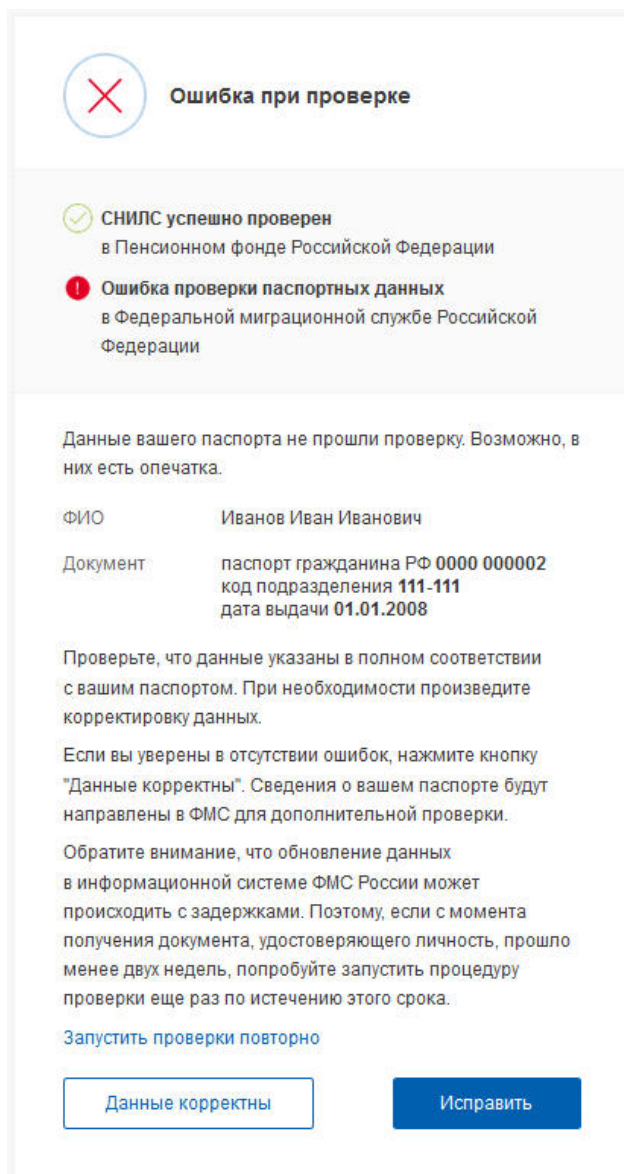 Ошибка при проверке
СНИЛС успешно проверен
в Пенсионном фонде Российской Федерации
Ошибка проверки паспортных данных
в Федеральной миграционной службе Российской
Федерации
Данные вашего паспорта не прошли проверку. Возможно, в
них есть опечатка.
ФИО Иванов Иван Иванович
Документ паспорт гражданина РФ 0000 000002
код подразделения 111-111
дата выдачи 01.01.2008
Проверьте, что данные указаны в полном соответствии
с вашим паспортом. При необходимости произведите
корректировку данных.
Если вы уверены в отсутствии ошибок, нажмите кнопку
"Данные корректны". Сведения о вашем паспорте будут
направлены в ФМС для дополнительной проверки.
Обратите внимание, что обновление данных
в информационной системе ФМС России может
происходить с задержками. Поэтому, если с момента
получения документа, удостоверяющего личность, прошло
менее двух недель, попробуйте запустить процедуру
проверки еще раз по истечению этого срока.
Запустить проверки повторно
Данные корректны Исправить